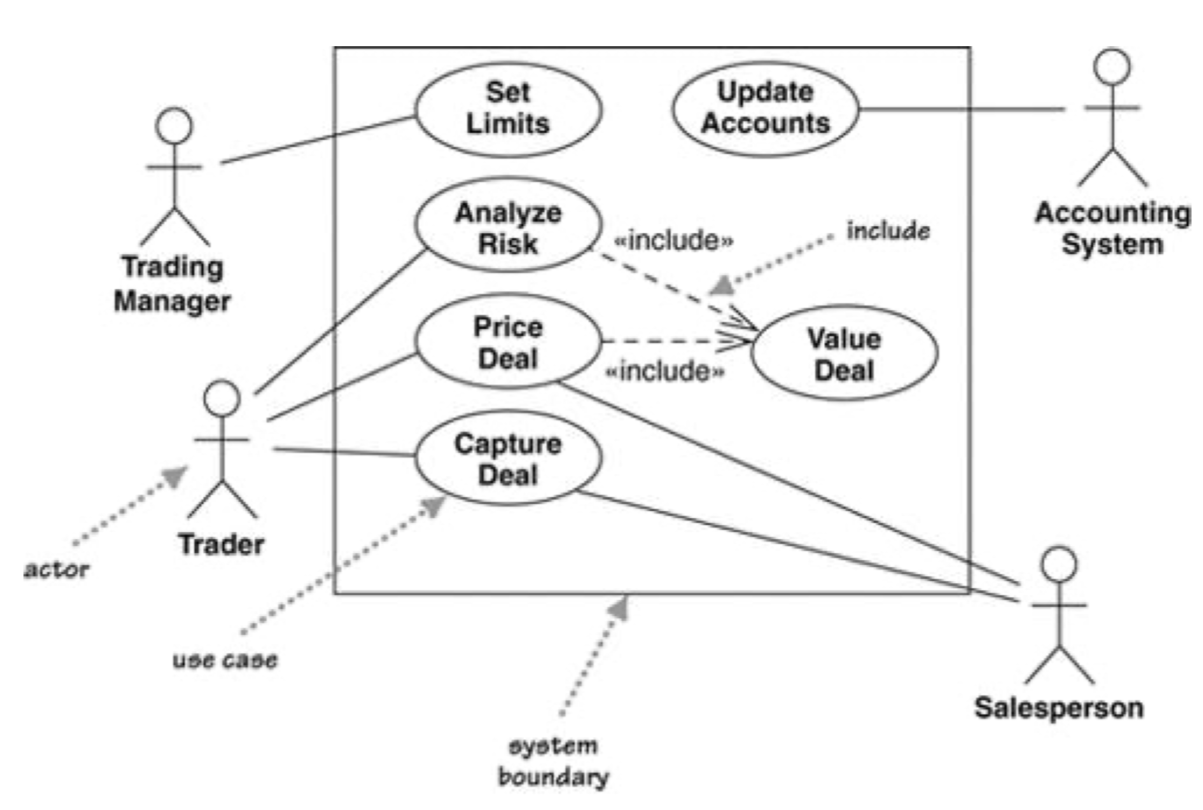 Set
Limits
Update
Accounts
Trading
Manager
Analyze
Risk
«include»
include
Accounting
System
Price
Deal
«include»
Value
Deal
Capture
Deal
Trader
actor
use case
Salesperson
system
boundary